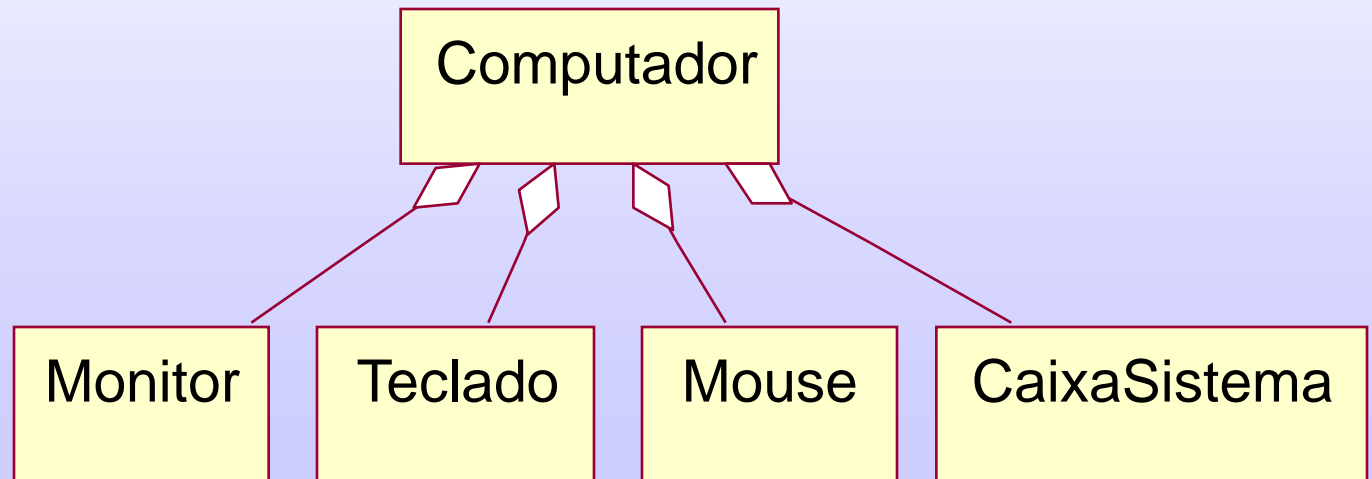 Computador
Monitor
Teclado
Mouse
CaixaSistema